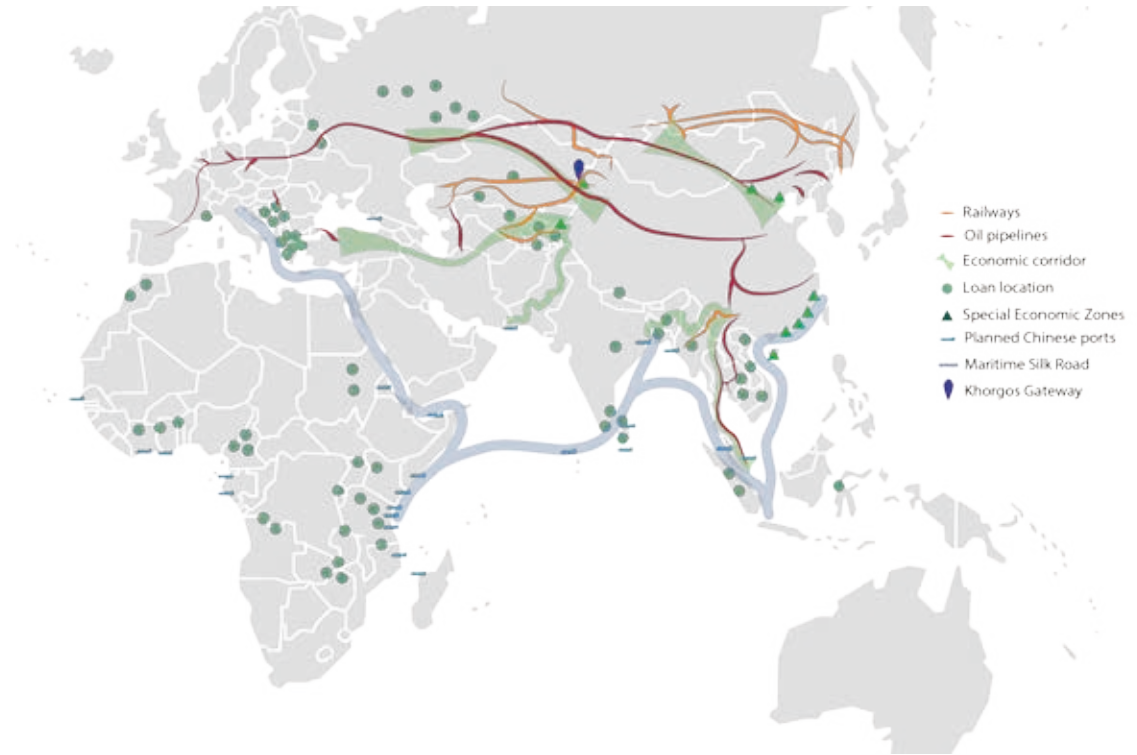 Railways
Oil pipelines
Economic corridor
Loan location
Special Economic Zones
Planned Chinese ports
Maritime Silk Road
Khorgos Gateway